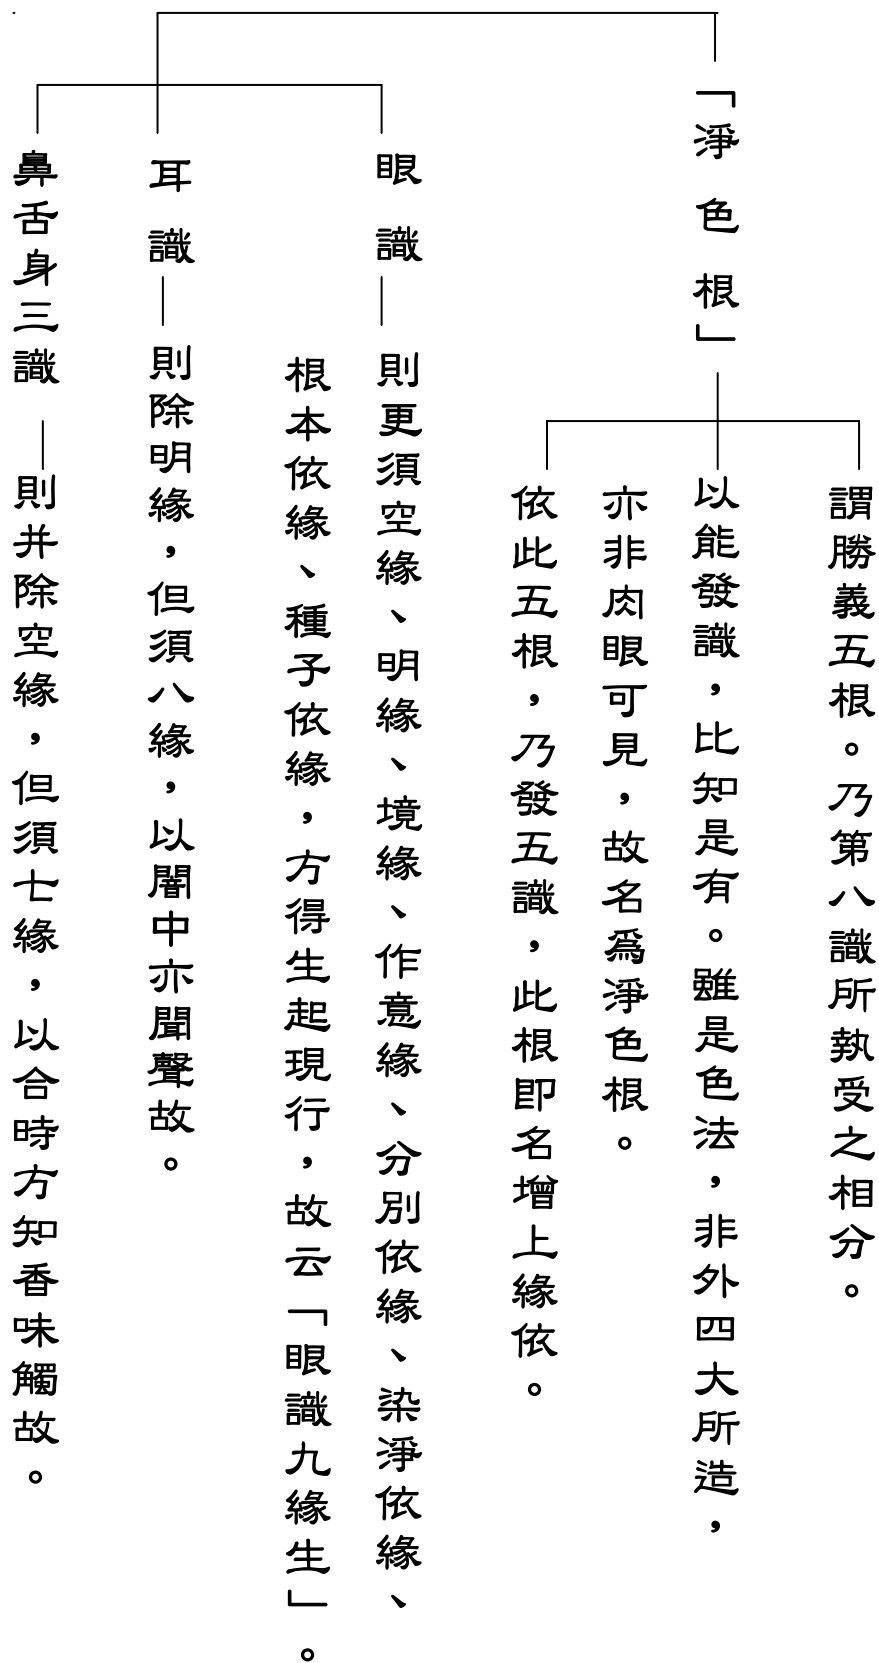 「淨色根」
謂勝義五根。乃第八識所執受之相分。
以能發識，比知是有。雖是色法，非外四大所造，
亦非肉眼可見，故名為淨色根。
依此五根，乃發五識，此根即名增上緣依。
眼識
則更須空緣、明緣、境緣、作意緣、分別依緣、染淨依緣、
根本依緣、種子依緣，方得生起現行，故云「眼識九緣生」。
耳識
則除明緣，但須八緣，以闇中亦聞聲故。
鼻舌身三識
則并除空緣，但須七緣，以合時方知香味觸故。